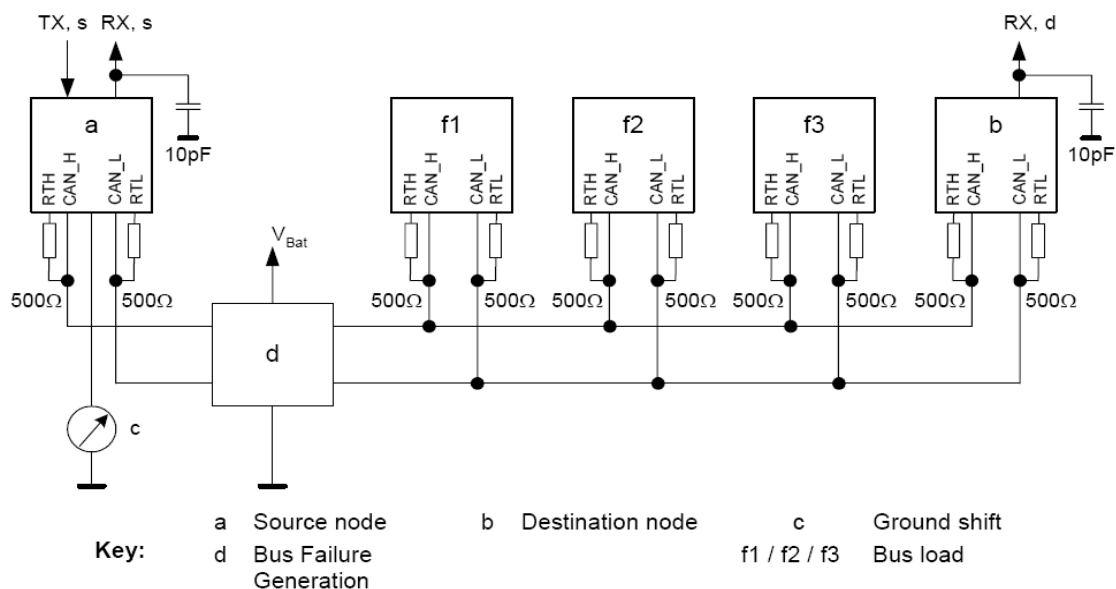 TX, s RX, s RX, d
a f1 f2 f3 b
10pF 10pF
RTH CAN_H CAN_L RTL RTH CAN_H CAN_L RTL RTH CAN_H CAN_L RTL RTH CAN_H CAN_L RTL RTH CAN_H CAN_L RTL
VBat
500Ω 500Ω 500Ω 500Ω 500Ω 500Ω 500Ω 500Ω 500Ω 500Ω
d
c
a Source node b Destination node c Ground shift
Key: d Bus Failure f1 / f2 / f3 Bus load
Generation